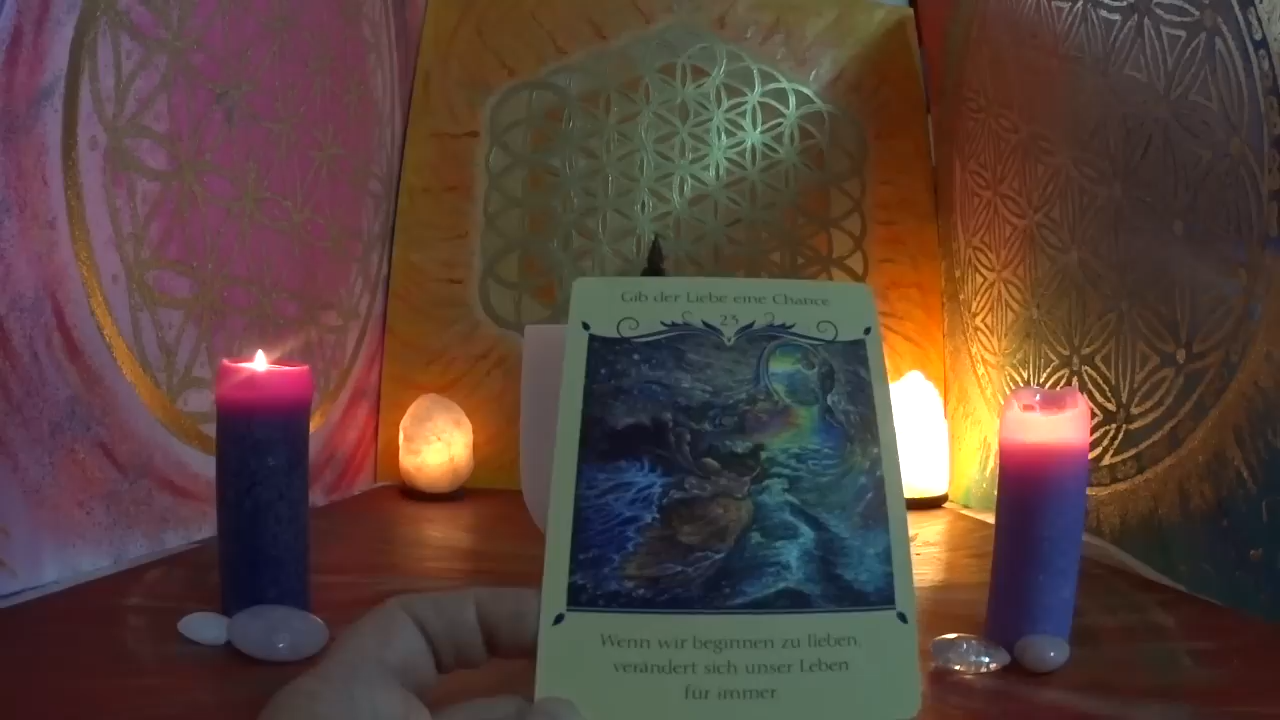 Gib der Liebe eine Chance
23
Wenn wir beginnen zu lieben,
verändert sich unser Leben
für immer